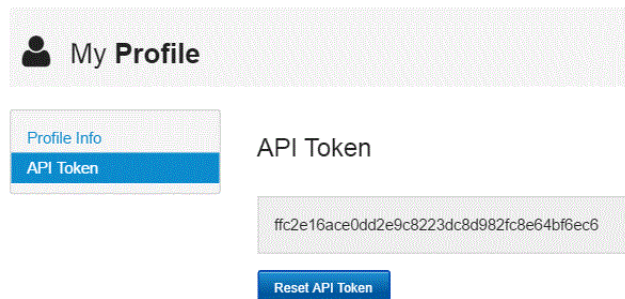 My Profile
Profile Info
API Token
API Token
ffc2e16ace0dd2e9c8223dc8d982fc8e64bf6ec6
Reset API Token